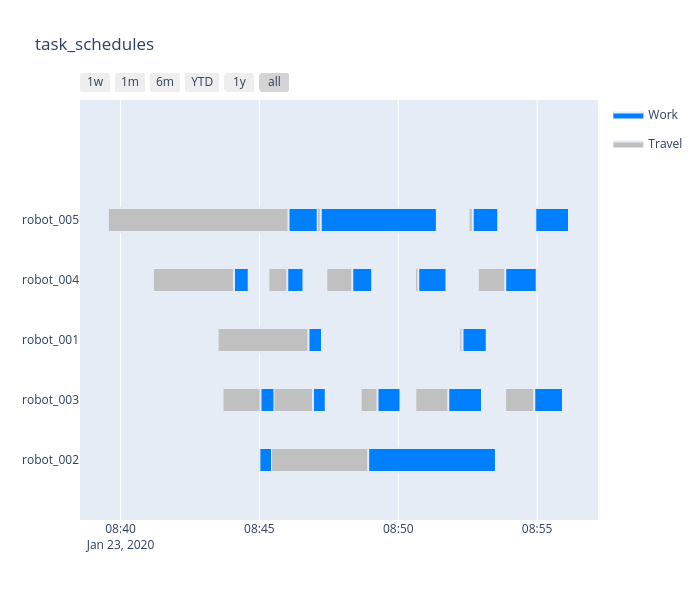 task_schedules
1w 1m 6m YTD 1y all
Work
Travel
robot_005
robot_004
robot_001
robot_003
robot_002
08:40 08:45 08:50 08:55
Jan 23, 2020